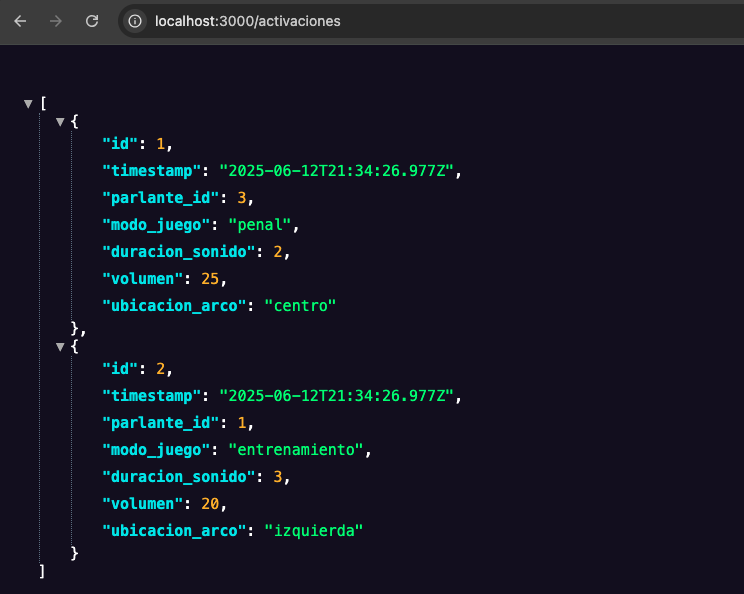 localhost:3000/activaciones
[
{
"id": 1,
"timestamp": "2025-06-12T21:34:26.977Z",
"parlante_id": 3,
"modo_juego": "penal",
"duracion_sonido": 2,
"volumen": 25,
"ubicacion_arco": "centro"
},
{
"id": 2,
"timestamp": "2025-06-12T21:34:26.977Z",
"parlante_id": 1,
"modo_juego": "entrenamiento",
"duracion_sonido": 3,
"volumen": 20,
"ubicacion_arco": "izquierda"
}
]